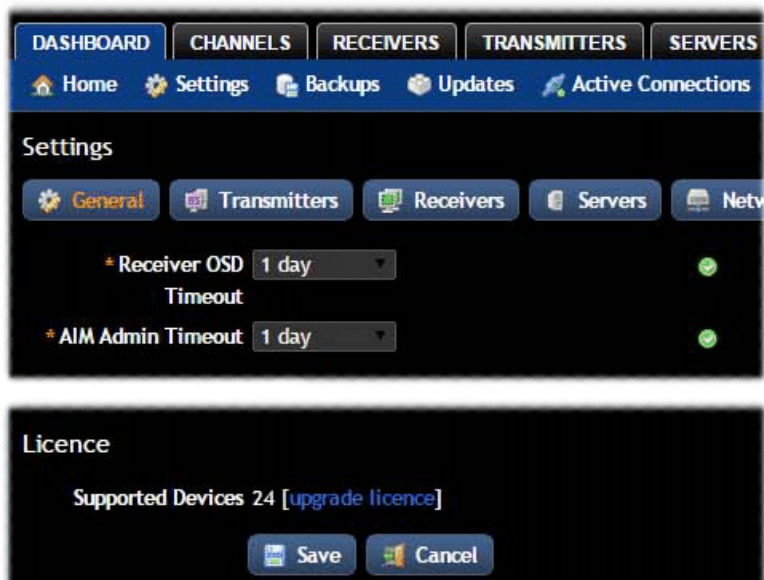 DASHBOARD CHANNELS RECEIVERS TRANSMITTERS SERVERS
Home Settings Backups Updates Active Connections
Settings
General Transmitters Receivers Servers Netw
* Receiver OSD 1 day
Timeout
* AIM Admin Timeout 1 day
Licence
Supported Devices 24 [upgrade licence]
Save Cancel